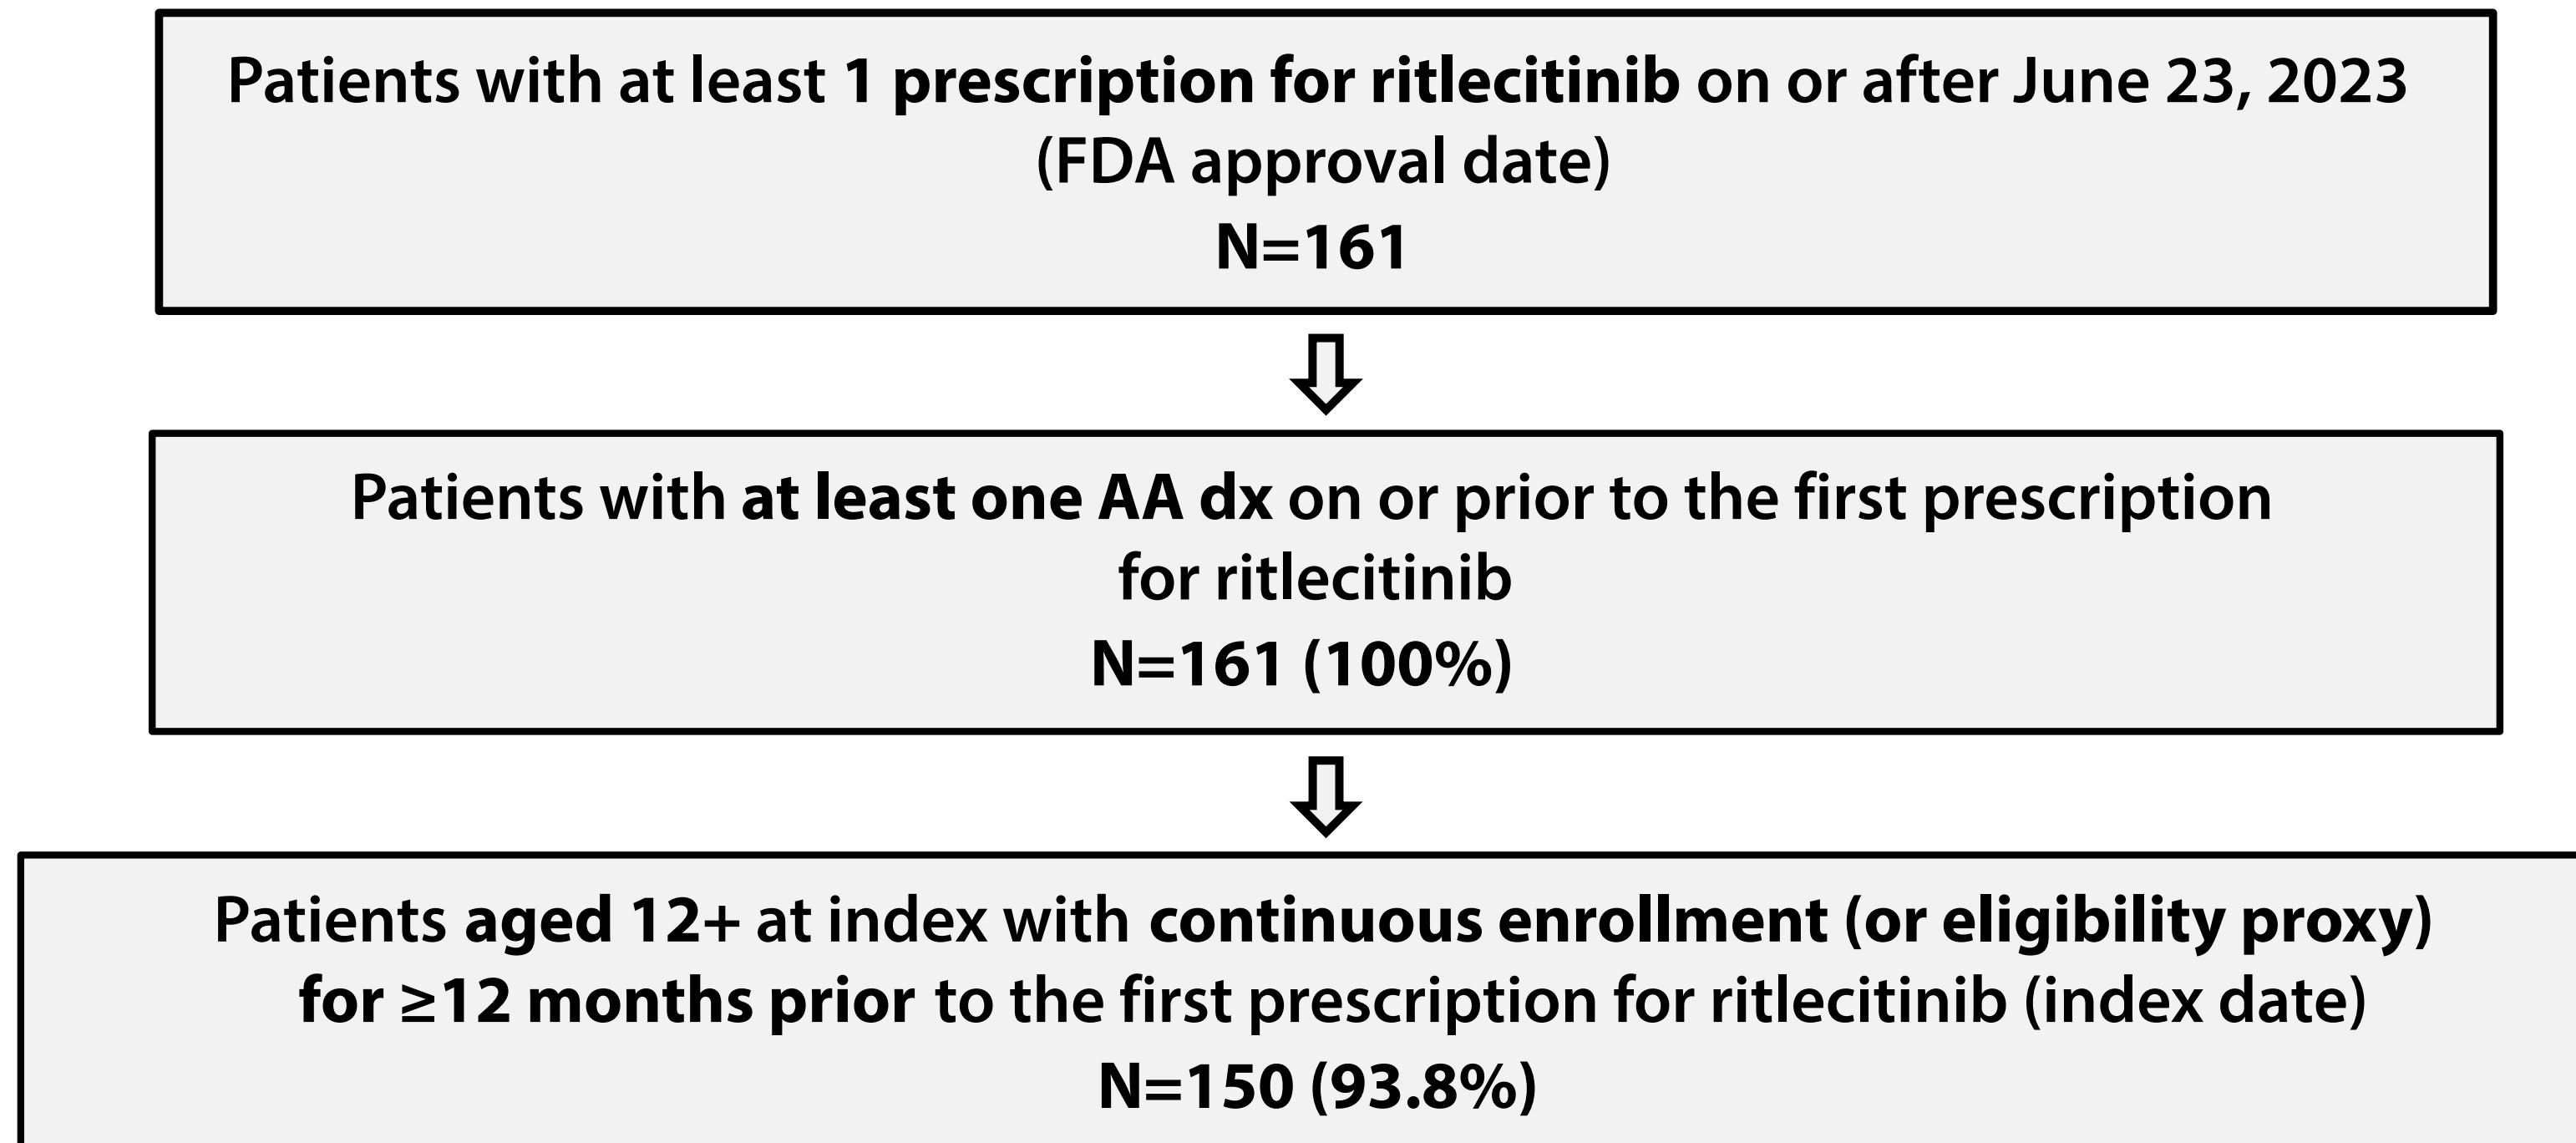 Patients with at least 1 prescription for ritlecitinib on or after June 23, 2023
(FDA approval date)
N=161
Patients with at least one AA dx on or prior to the first prescription
for ritlecitinib
N=161 (100%)
Patients aged 12+ at index with continuous enrollment (or eligibility proxy)
for ≥12 months prior to the first prescription for ritlecitinib (index date)
N=150 (93.8%)